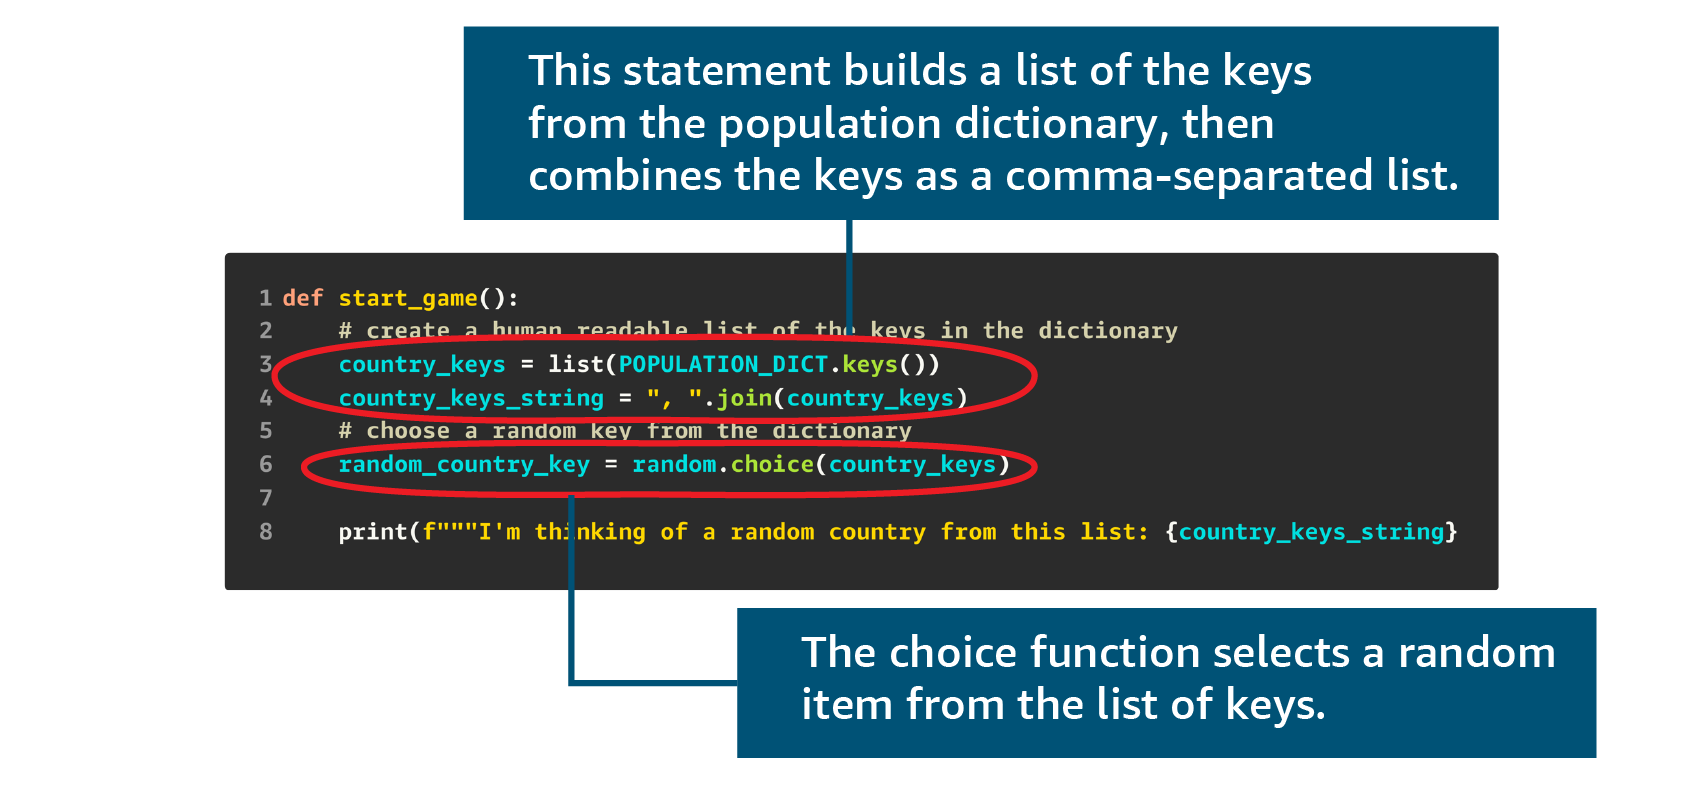 This statement builds a list of the keys
from the population dictionary, then
combines the keys as a comma-separated list.
1 def start_game():
2     # create a human readable list of the keys in the dictionary
3     country_keys = list(POPULATION_DICT.keys())
4     country_keys_string = ", ".join(country_keys)
5     # choose a random key from the dictionary
6     random_country_key = random.choice(country_keys)
7
8     print(f"""I'm thinking of a random country from this list: {country_keys_string}
The choice function selects a random
item from the list of keys.